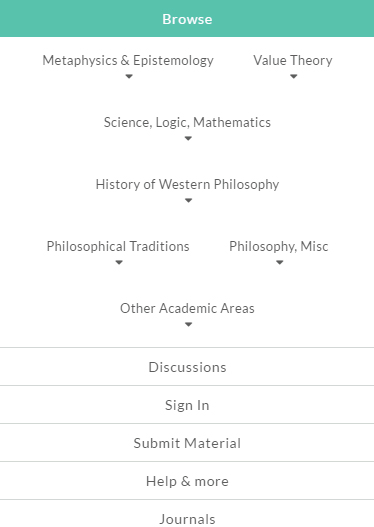 Browse
Metaphysics & Epistemology Value Theory
Science, Logic, Mathematics
History of Western Philosophy
Philosophical Traditions Philosophy, Misc
Other Academic Areas
Discussions
Sign In
Submit Material
Help & more
Journals